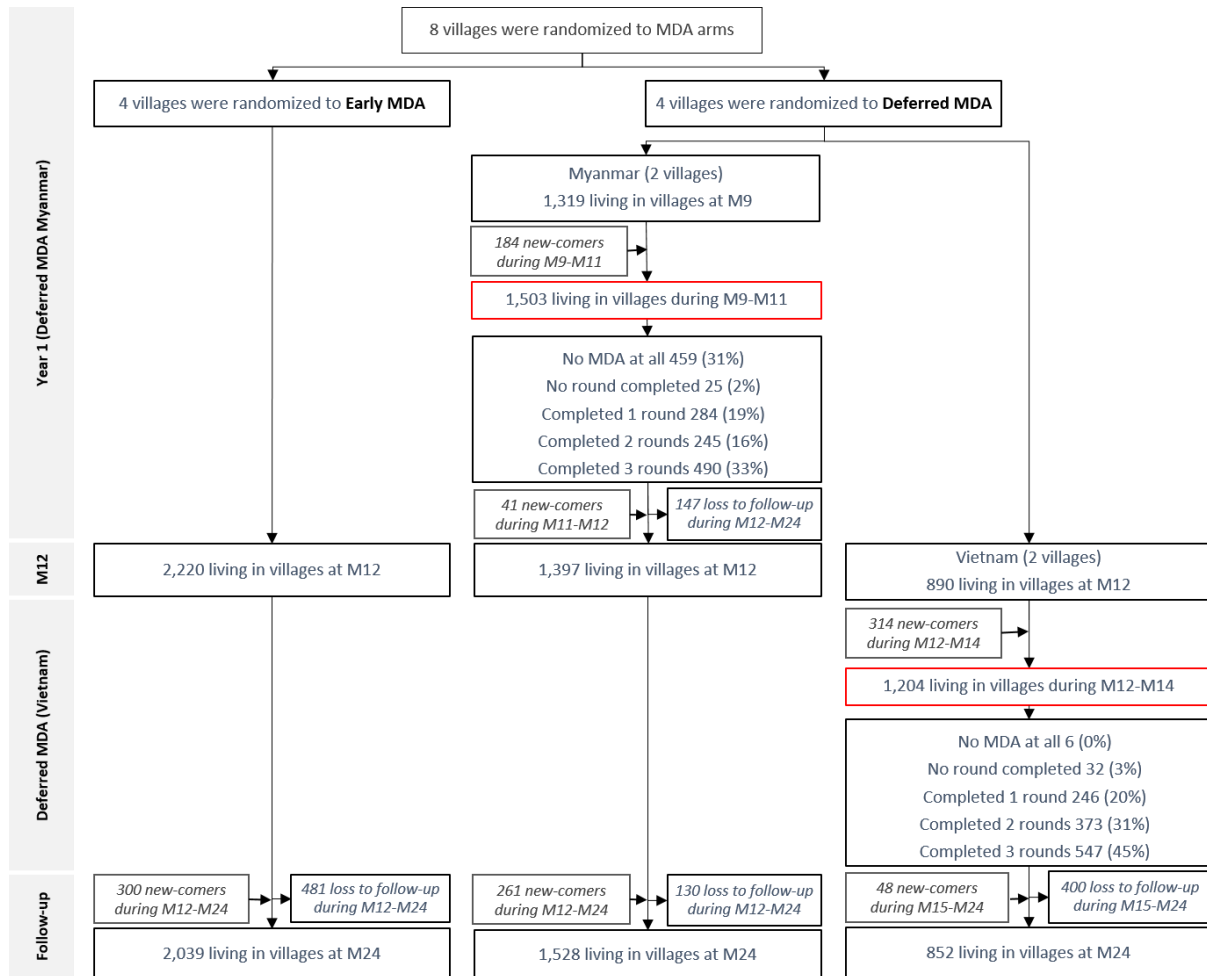 8 villages were randomized to MDA arms
4 villages were randomized to Early MDA
4 villages were randomized to Deferred MDA
Year 1 (Deferred MDA Myanmar)
Myanmar (2 villages)
1,319 living in villages at M9
184 new-comers
during M9-M11
1,503 living in villages during M9-M11
No MDA at all 459 (31%)
No round completed 25 (2%)
Completed 1 round 284 (19%)
Completed 2 rounds 245 (16%)
Completed 3 rounds 490 (33%)
41 new-comers
during M11-M12
147 loss to follow-up
during M12-M24
M12
2,220 living in villages at M12
1,397 living in villages at M12
Vietnam (2 villages)
890 living in villages at M12
Deferred MDA (Vietnam)
314 new-comers
during M12-M14
1,204 living in villages during M12-M14
No MDA at all 6 (0%)
No round completed 32 (3%)
Completed 1 round 246 (20%)
Completed 2 rounds 373 (31%)
Completed 3 rounds 547 (45%)
Follow-up
300 new-comers
during M12-M24
481 loss to follow-up
during M12-M24
261 new-comers
during M12-M24
130 loss to follow-up
during M12-M24
48 new-comers
during M15-M24
400 loss to follow-up
during M15-M24
2,039 living in villages at M24
1,528 living in villages at M24
852 living in villages at M24